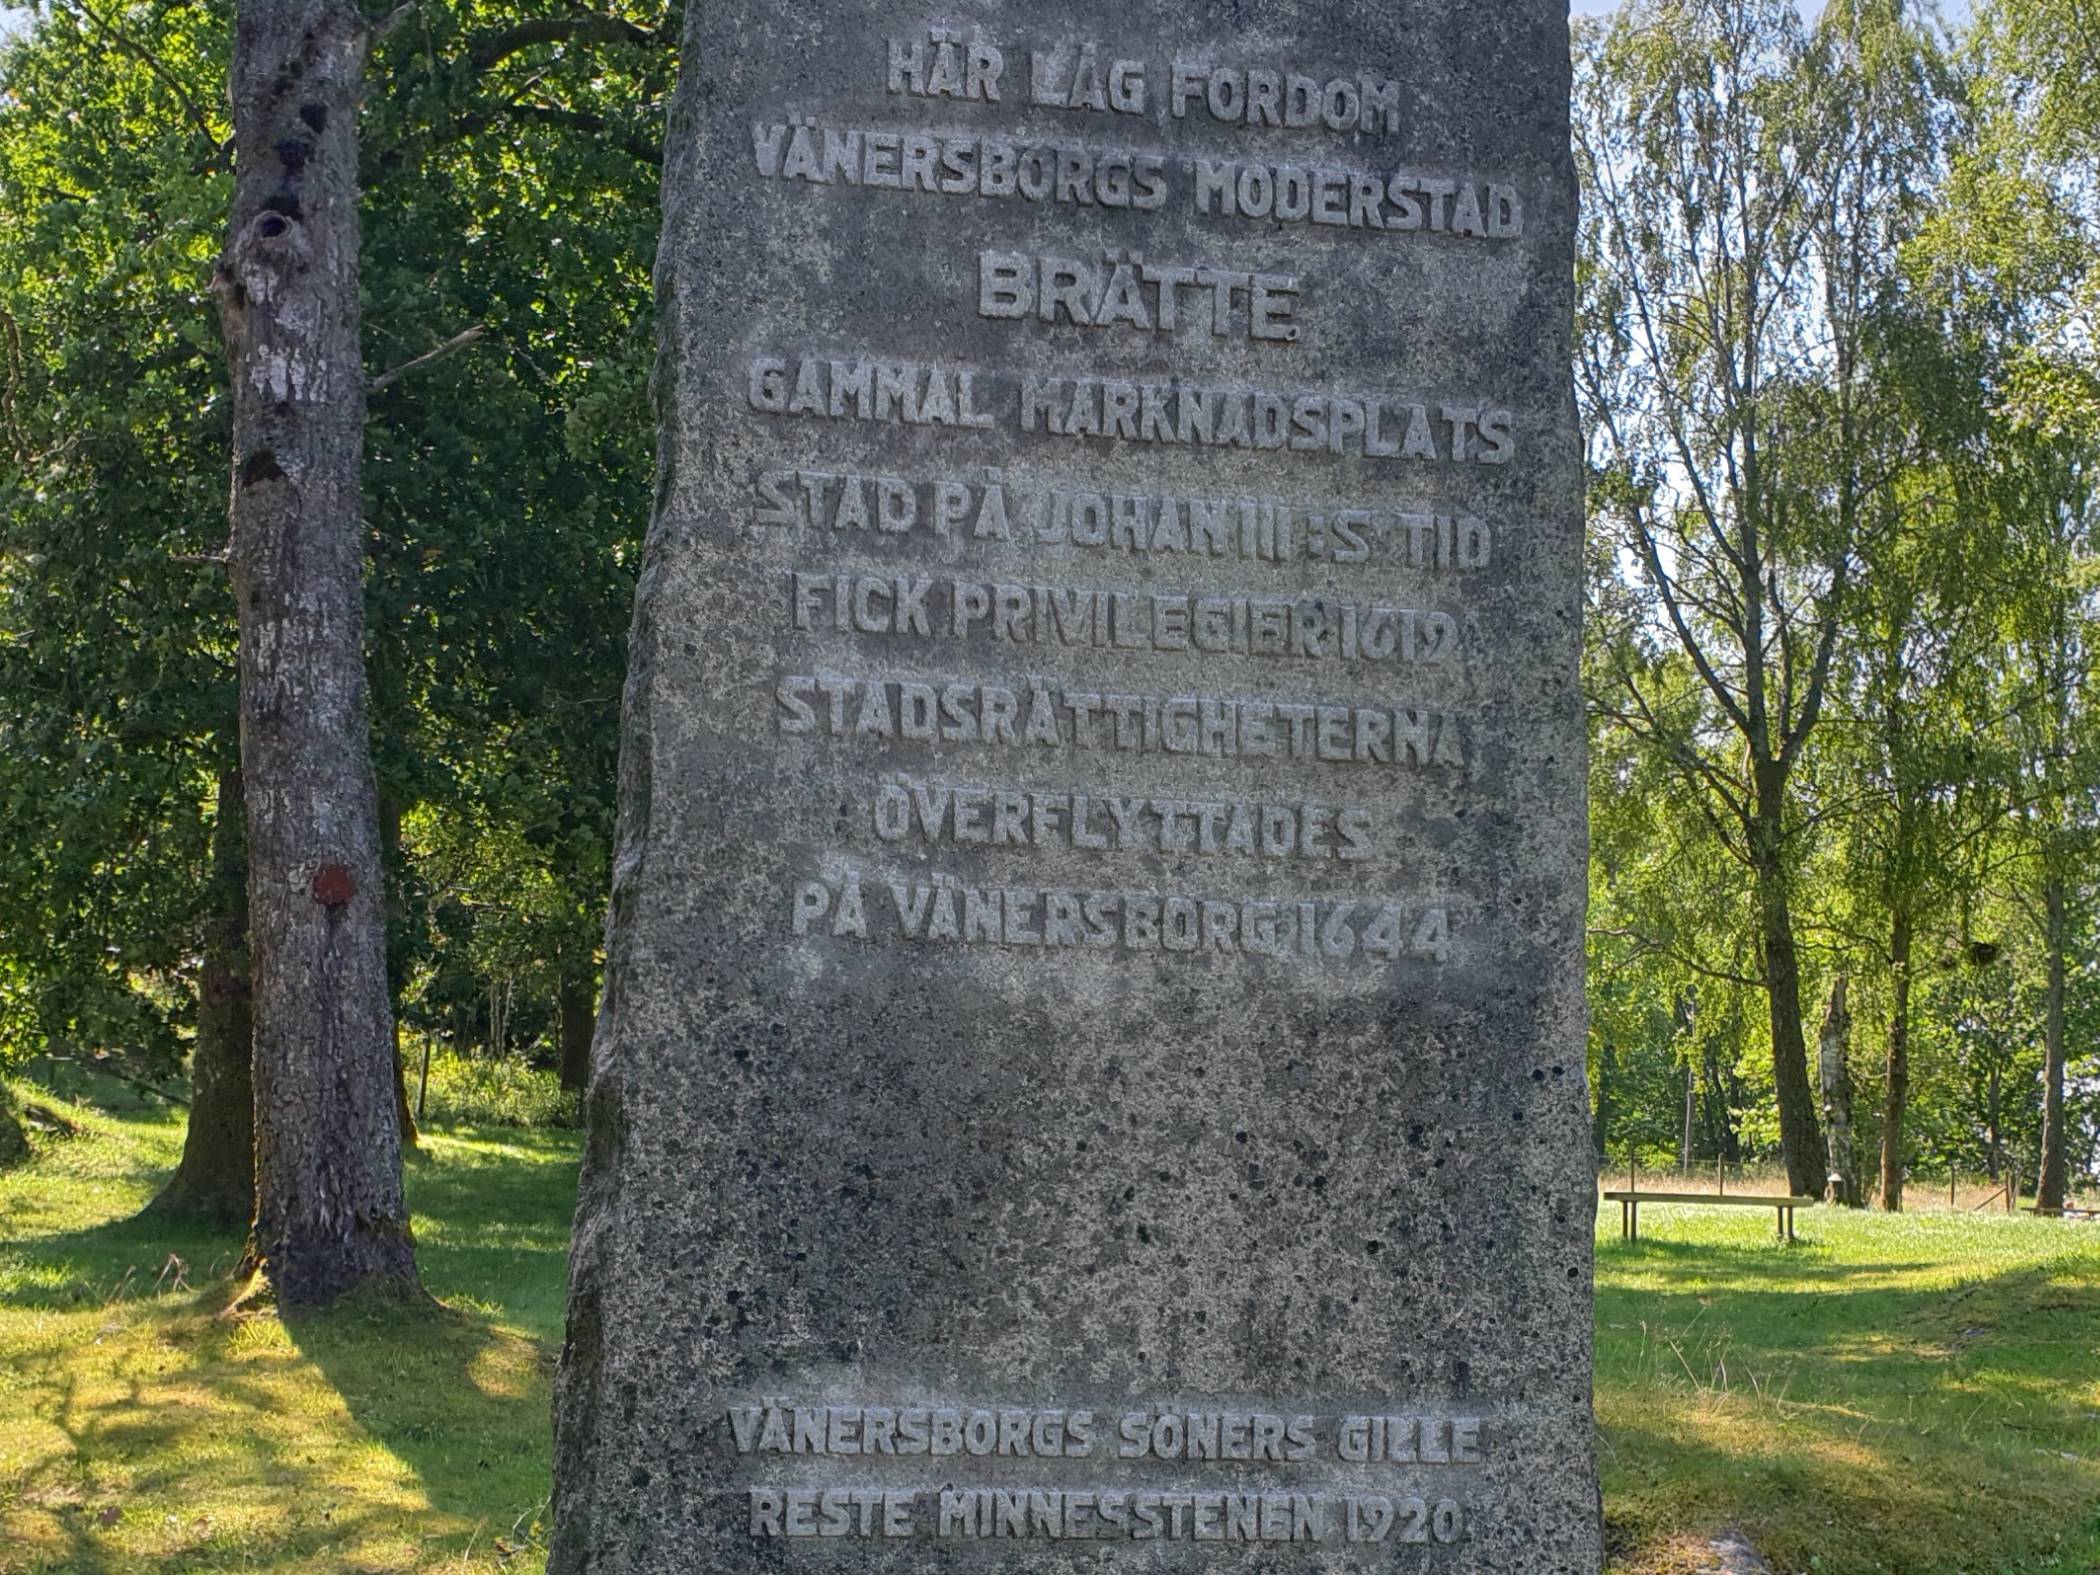 HÄR LÅG FORDOM
VÄNERSBORGS MODERSTAD
BRÄTTE
GAMMAL MARKNADSPLATS
STAD PÅ JOHAN III:S TID
FICK PRIVILEGIER 1619
STADSRÄTTIGHETERNA
ÖVERFLYTTADES
PÅ VÄNERSBORG 1644
VÄNERSBORGS SÖNERS GILLE
RESTE MINNESSTENEN 1920